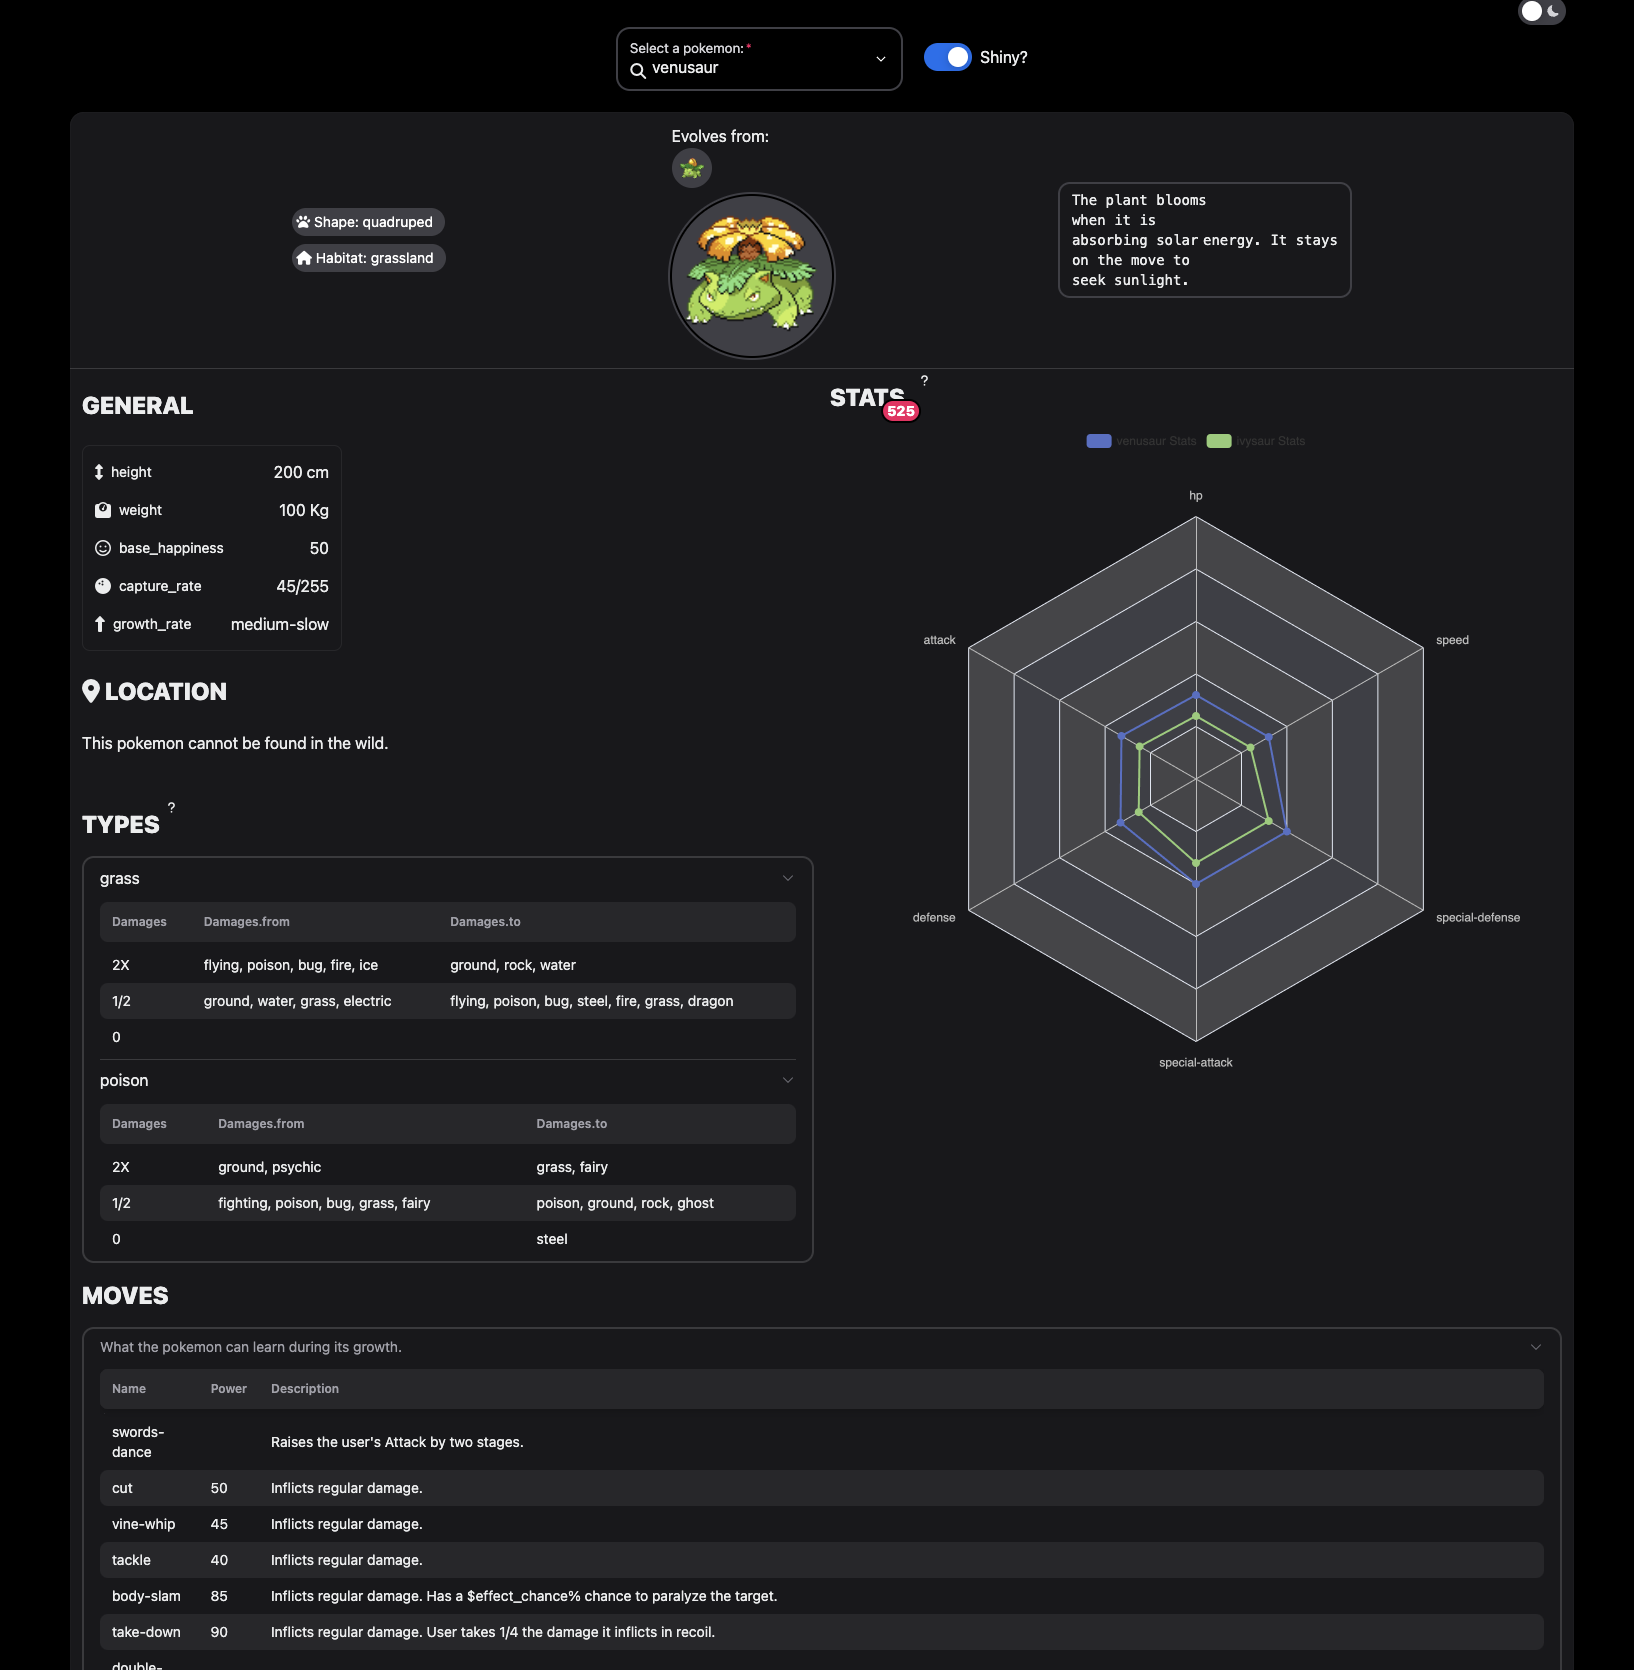 Select a pokemon:*
venusaur
Shiny?
Evolves from:
Shape: quadruped
Habitat: grassland
The plant blooms
when it is
absorbing solar energy. It stays
on the move to
seek sunlight.
GENERAL
height 200 cm
weight 100 Kg
base_happiness 50
capture_rate 45/255
growth_rate medium-slow
LOCATION
This pokemon cannot be found in the wild.
TYPES ?
grass
Damages Damages.from Damages.to
2X flying, poison, bug, fire, ice ground, rock, water
1/2 ground, water, grass, electric flying, poison, bug, steel, fire, grass, dragon
0
poison
Damages Damages.from Damages.to
2X ground, psychic grass, fairy
1/2 fighting, poison, bug, grass, fairy poison, ground, rock, ghost
0 steel
STATS ?
525
venusaur Stats ivysaur Stats
hp
attack
speed
defense
special-defense
special-attack
MOVES
What the pokemon can learn during its growth.
Name Power Description
swords-
dance Raises the user's Attack by two stages.
cut 50 Inflicts regular damage.
vine-whip 45 Inflicts regular damage.
tackle 40 Inflicts regular damage.
body-slam 85 Inflicts regular damage. Has a $effect_chance% chance to paralyze the target.
take-down 90 Inflicts regular damage. User takes 1/4 the damage it inflicts in recoil.
double-